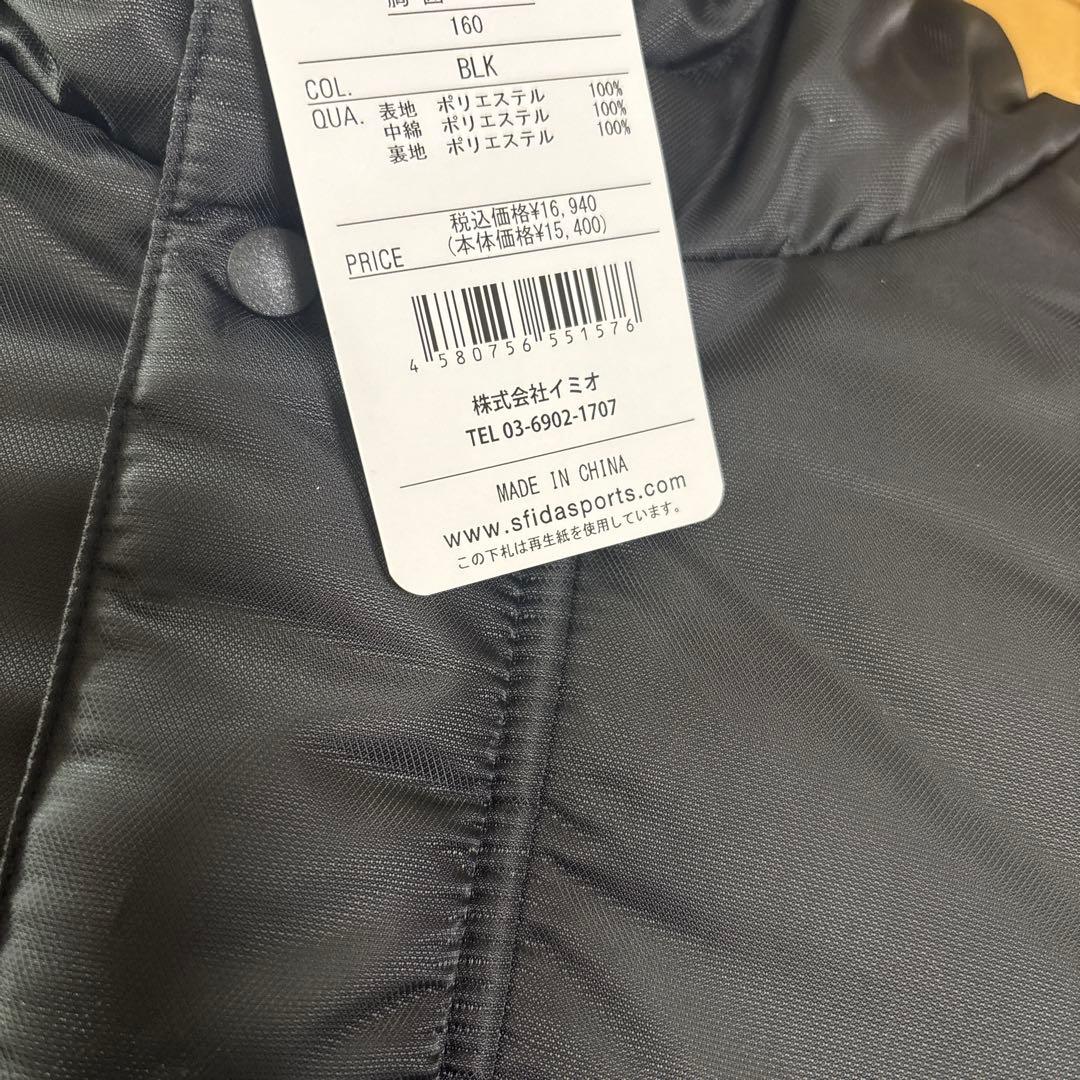 160
COL. BLK
QUA. 表地 ポリエステル 100%
中綿 ポリエステル 100%
裏地 ポリエステル 100%
税込価格¥16,940
PRICE (本体価格¥15,400)
4 580756 551576
株式会社イミオ
TEL 03-6902-1707
MADE IN CHINA
www.sfidasports.com
この下札は再生紙を使用しています。